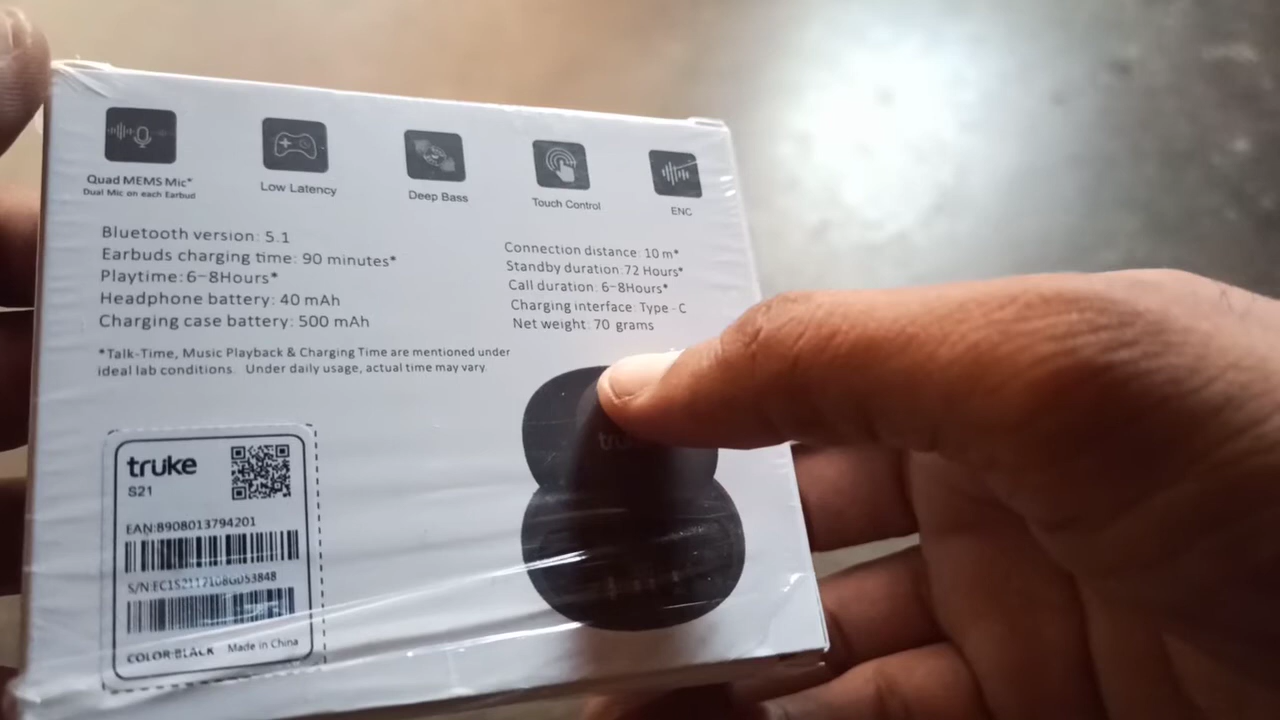 Quad MEMS Mic*
Dual Mic on each Earbud
Low Latency
Deep Bass
Touch Control
ENC
Bluetooth version: 5.1
Earbuds charging time: 90 minutes*
Playtime: 6-8Hours*
Headphone battery: 40 mAh
Charging case battery: 500 mAh
Connection distance: 10 m*
Standby duration:72 Hours*
Call duration: 6-8Hours*
Charging interface: Type-C
Net weight: 70 grams
*Talk-Time, Music Playback & Charging Time are mentioned under
ideal lab conditions. Under daily usage, actual time may vary.
truke
S21
EAN:8908013794201
COLOR:BLACK Made in China